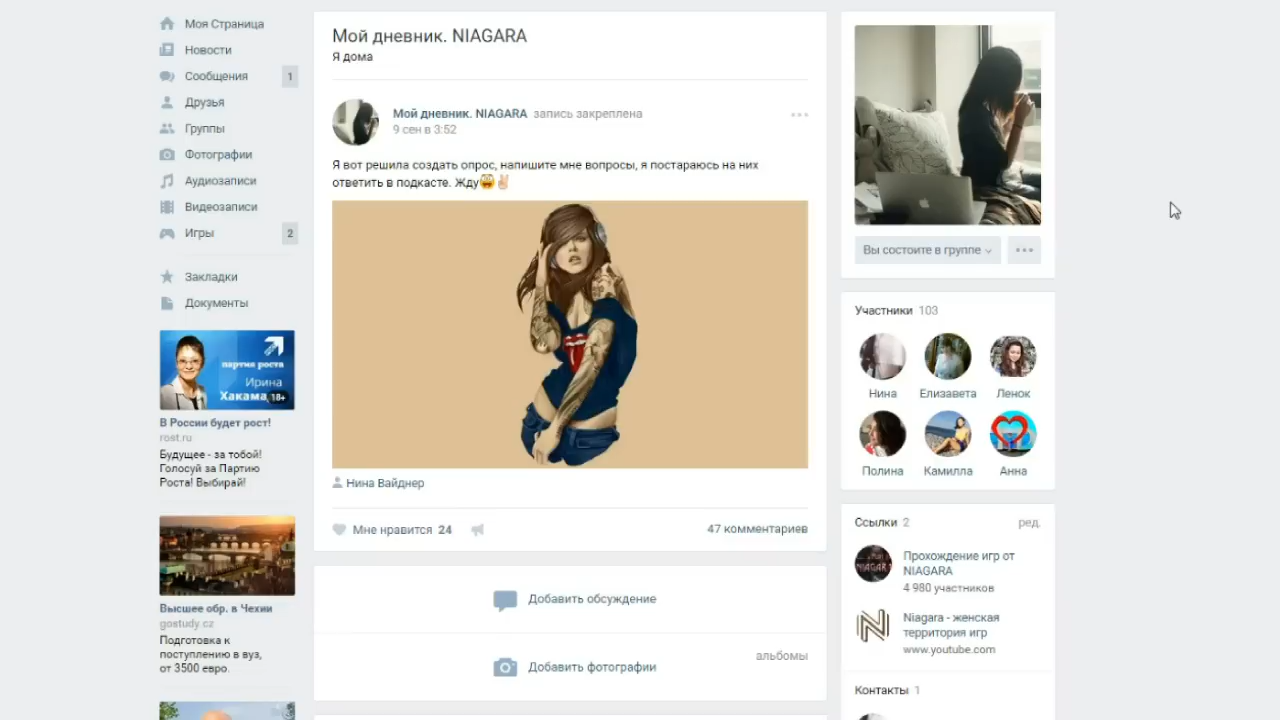 Моя Страница
Новости
Сообщения 1
Друзья
Группы
Фотографии
Аудиозаписи
Видеозаписи
Игры 2
Закладки
Документы
партия роста
Ирина
Хакама
18+
В России будет рост!
rost.ru
Будущее - за тобой!
Голосуй за Партию
Роста! Выбирай!
Высшее обр. в Чехии
gostudy.cz
Подготовка к
поступлению в вуз,
от 3500 евро.
Мой дневник. NIAGARA
Я дома
Мой дневник. NIAGARA запись закреплена
9 сен в 3:52
Я вот решила создать опрос, напишите мне вопросы, я постараюсь на них
ответить в подкасте. Жду😄✌
Нина Вайднер
Мне нравится 24
47 комментариев
Добавить обсуждение
альбомы
Добавить фотографии
Вы состоите в группе
Участники 103
Нина Елизавета Ленок
Полина Камилла Анна
Ссылки 2 ред.
NIAGARA
Прохождение игр от
NIAGARA
4 980 участников
N
Niagara - женская
территория игр
www.youtube.com
Контакты 1